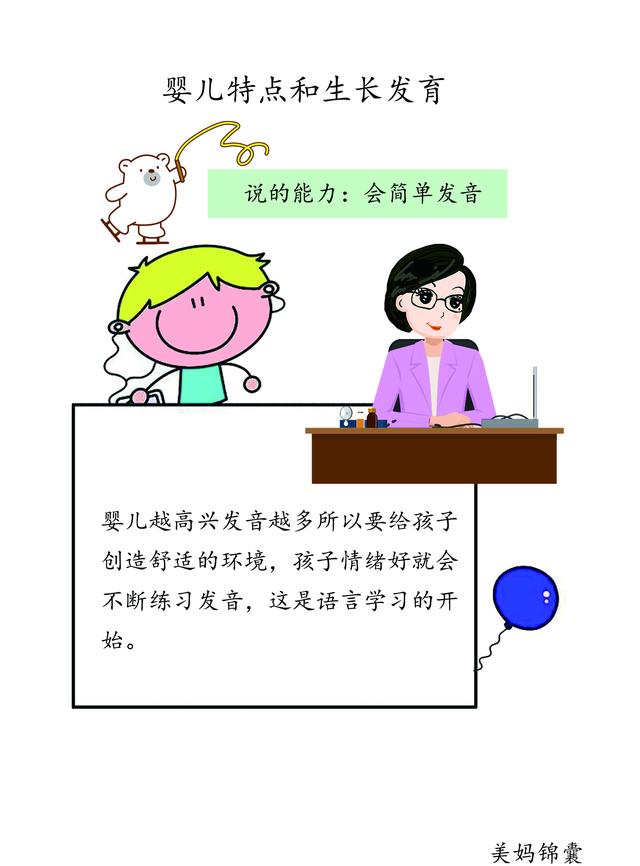 婴儿特点和生长发育
说的能力：会简单发音
婴儿越高兴发音越多所以要给孩子
创造舒适的环境，孩子情绪好就会
不断练习发音，这是语言学习的开
始。
美妈锦囊